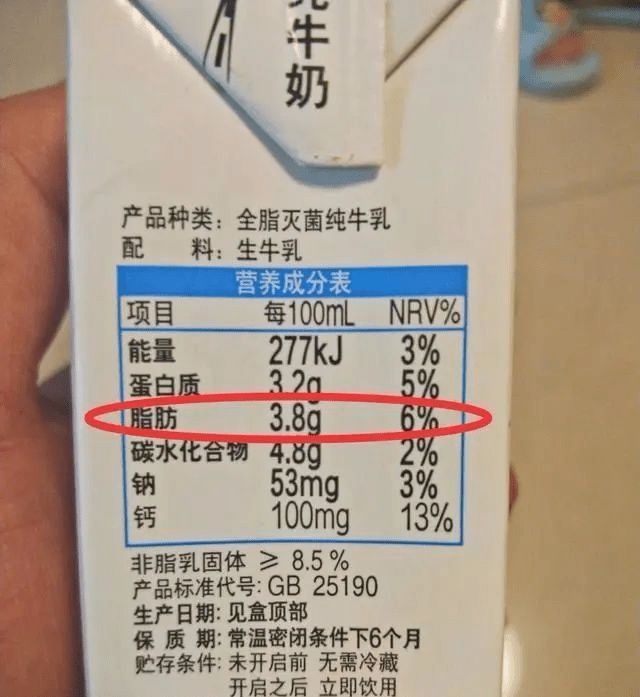 牛奶
产品种类：全脂灭菌纯牛乳
配 料：生牛乳
营养成分表
项目 每100mL NRV%
能量 277kJ 3%
蛋白质 3.2g 5%
脂肪 3.8g 6%
碳水化合物 4.8g 2%
钠 53mg 3%
钙 100mg 13%
非脂乳固体 ≥ 8.5%
产品标准代号: GB 25190
生产日期: 见盒顶部
保 质 期: 常温密闭条件下6个月
贮存条件: 未开启前 无需冷藏
开启之后 立即饮用